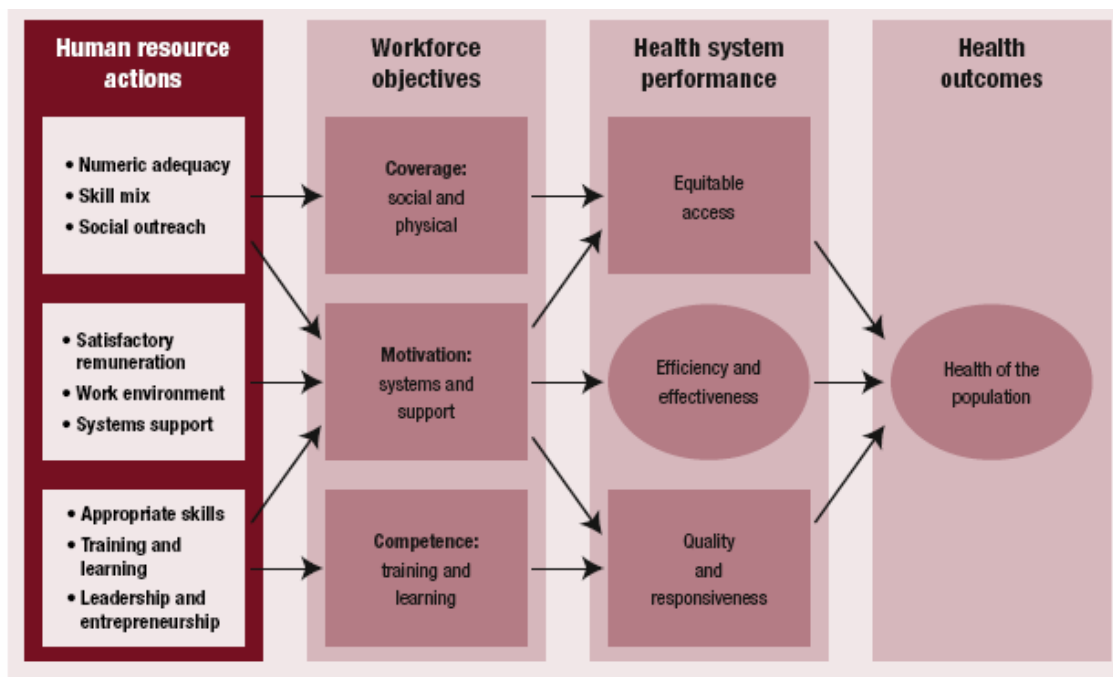 Human resource
actions
• Numeric adequacy
• Skill mix
• Social outreach
• Satisfactory
remuneration
• Work environment
• Systems support
• Appropriate skills
• Training and
learning
• Leadership and
entrepreneurship
Workforce
objectives
Coverage:
social and
physical
Motivation:
systems and
support
Competence:
training and
learning
Health system
performance
Equitable
access
Efficiency and
effectiveness
Quality
and
responsiveness
Health
outcomes
Health of the
population